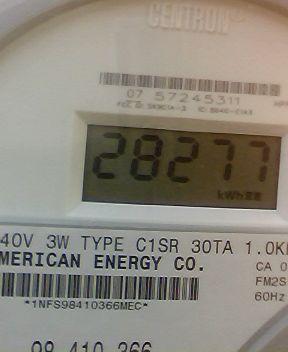 CENTRON
07 57245311
28277
kWh
40V 3W TYPE C1SR 30TA 1.0K
MERICAN ENERGY CO.
CA 0
FM2S
60Hz
*1NFS98410366MEC*
98 410 366